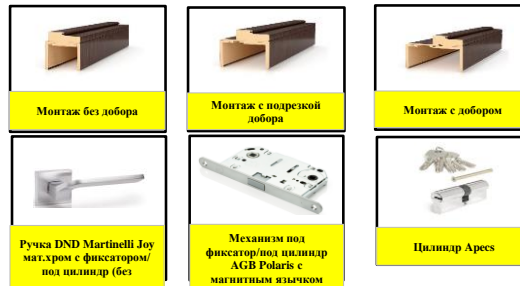 Монтаж без добора
Монтаж с подрезкой
добора
Монтаж с добором
Ручка DND Martinelli Joy
мат.хром с фиксатором/
под цилиндр (без
Механизм под
фиксатор/под цилиндр
AGB Polaris с
магнитным язычком
Цилиндр Apecs